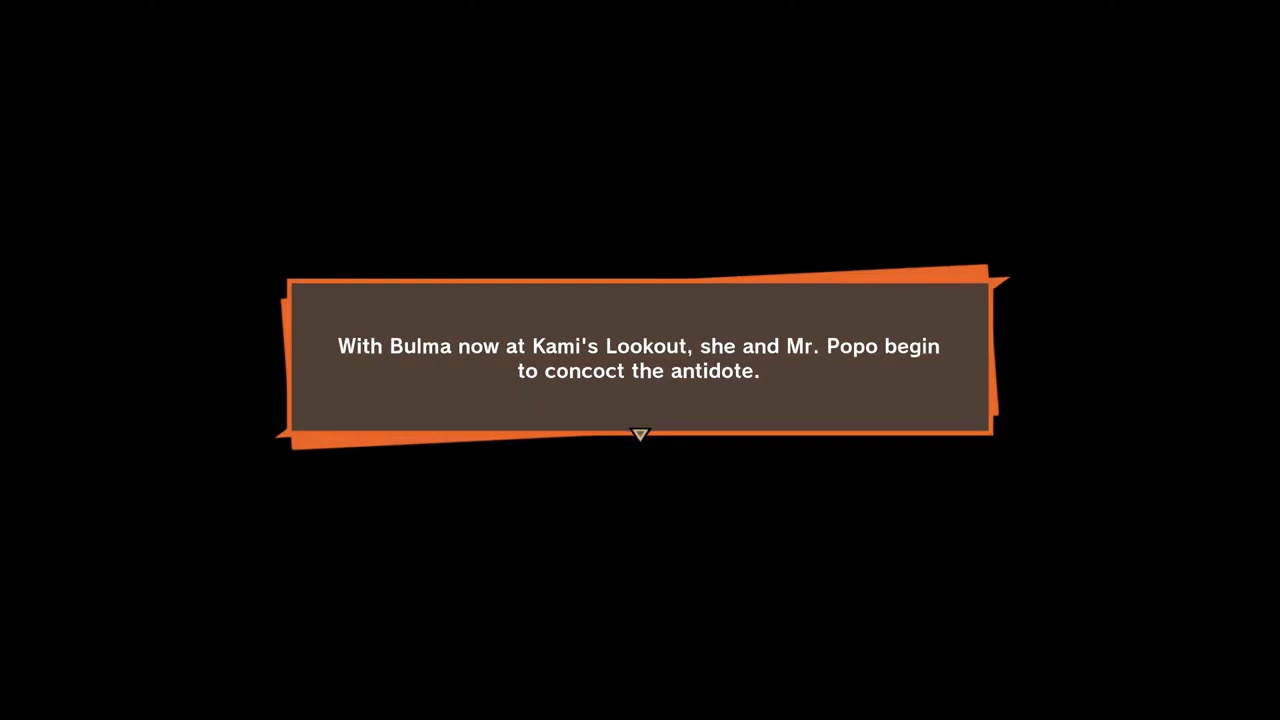 With Bulma now at Kami's Lookout, she and Mr. Popo begin
to concoct the antidote.